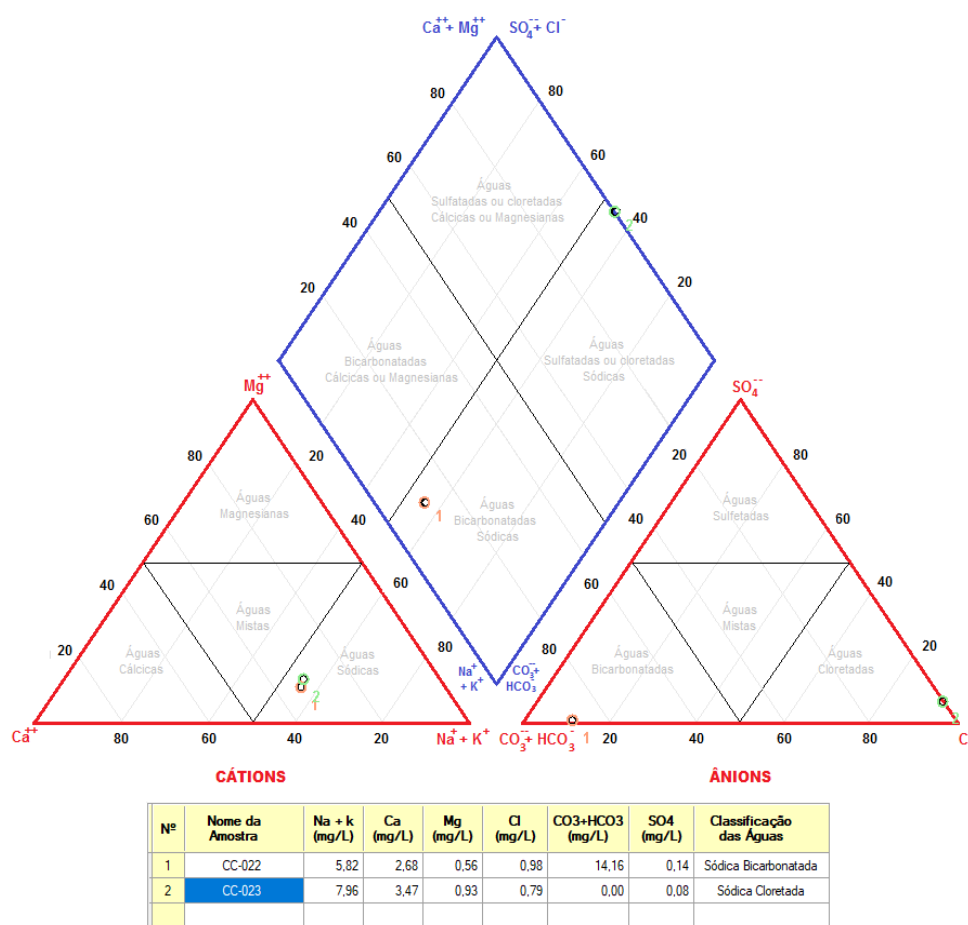 Ca++ + Mg++ SO4-- + Cl-
80 80
60 60
Águas
Sulfatadas ou cloretadas
Cálcicas ou Magnesianas
40 40
2
20 20
Águas
Bicarbonatadas
Cálcicas ou Magnesianas
Águas
Sulfatadas ou cloretadas
Sódicas
Mg++ SO4--
80 20 20 80
Águas
Magnesianas
1
Águas
Bicarbonatadas
Sódicas
Águas
Sulfetadas
60 40 40 60
40 60 60 40
Águas
Mistas
Águas
Mistas
20 80 80 20
Águas
Cálcicas
Águas
Sódicas
Na+ + K+
CO3-- + HCO3-
Águas
Bicarbonatadas
Águas
Cloretadas
2
1
2
Ca++ 80 60 40 20 Na+ + K+ CO3-- + HCO3- 1 20 40 60 80 C
CÁTIONS ÂNIONS
Nº Nome da Amostra Na + k (mg/L) Ca (mg/L) Mg (mg/L) Cl (mg/L) CO3+HCO3 (mg/L) SO4 (mg/L) Classificação das Águas
1 CC-022 5,82 2,68 0,56 0,98 14,16 0,14 Sódica Bicarbonatada
2 CC-023 7,96 3,47 0,93 0,79 0,00 0,08 Sódica Cloretada